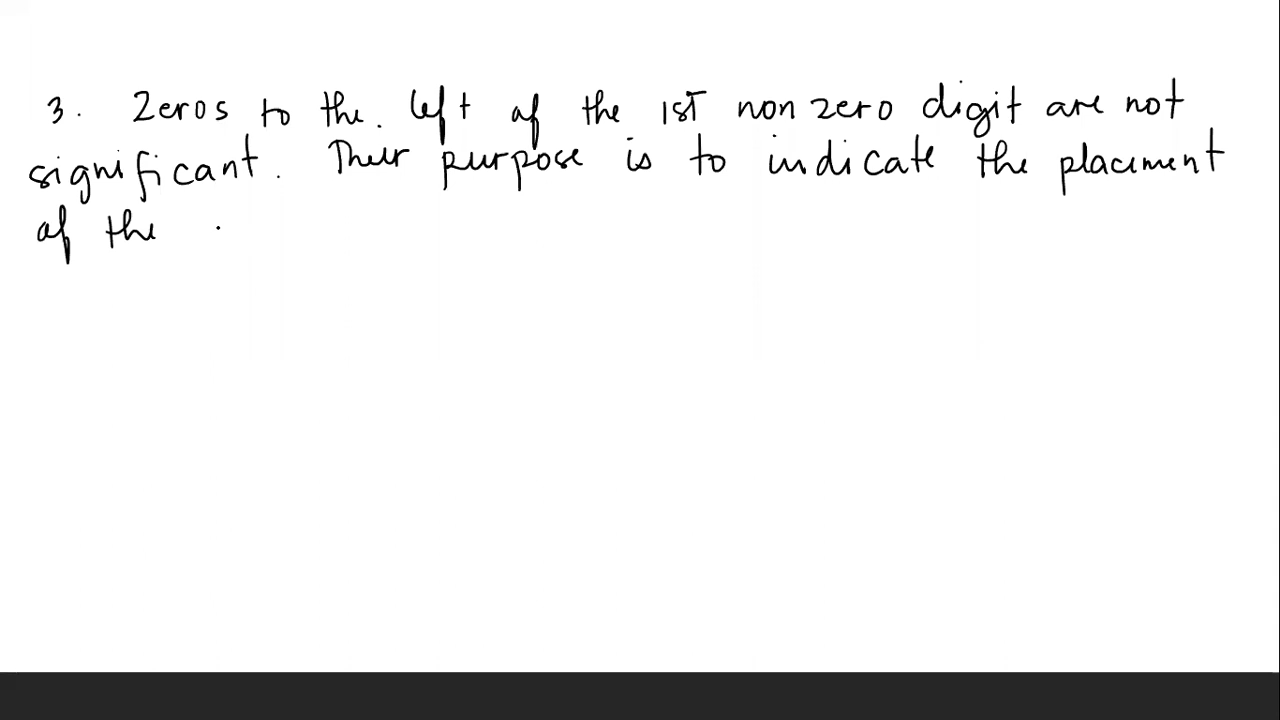 3. Zeros to the left of the 1st non zero digit are not
significant. Their purpose is to indicate the placement
of the .